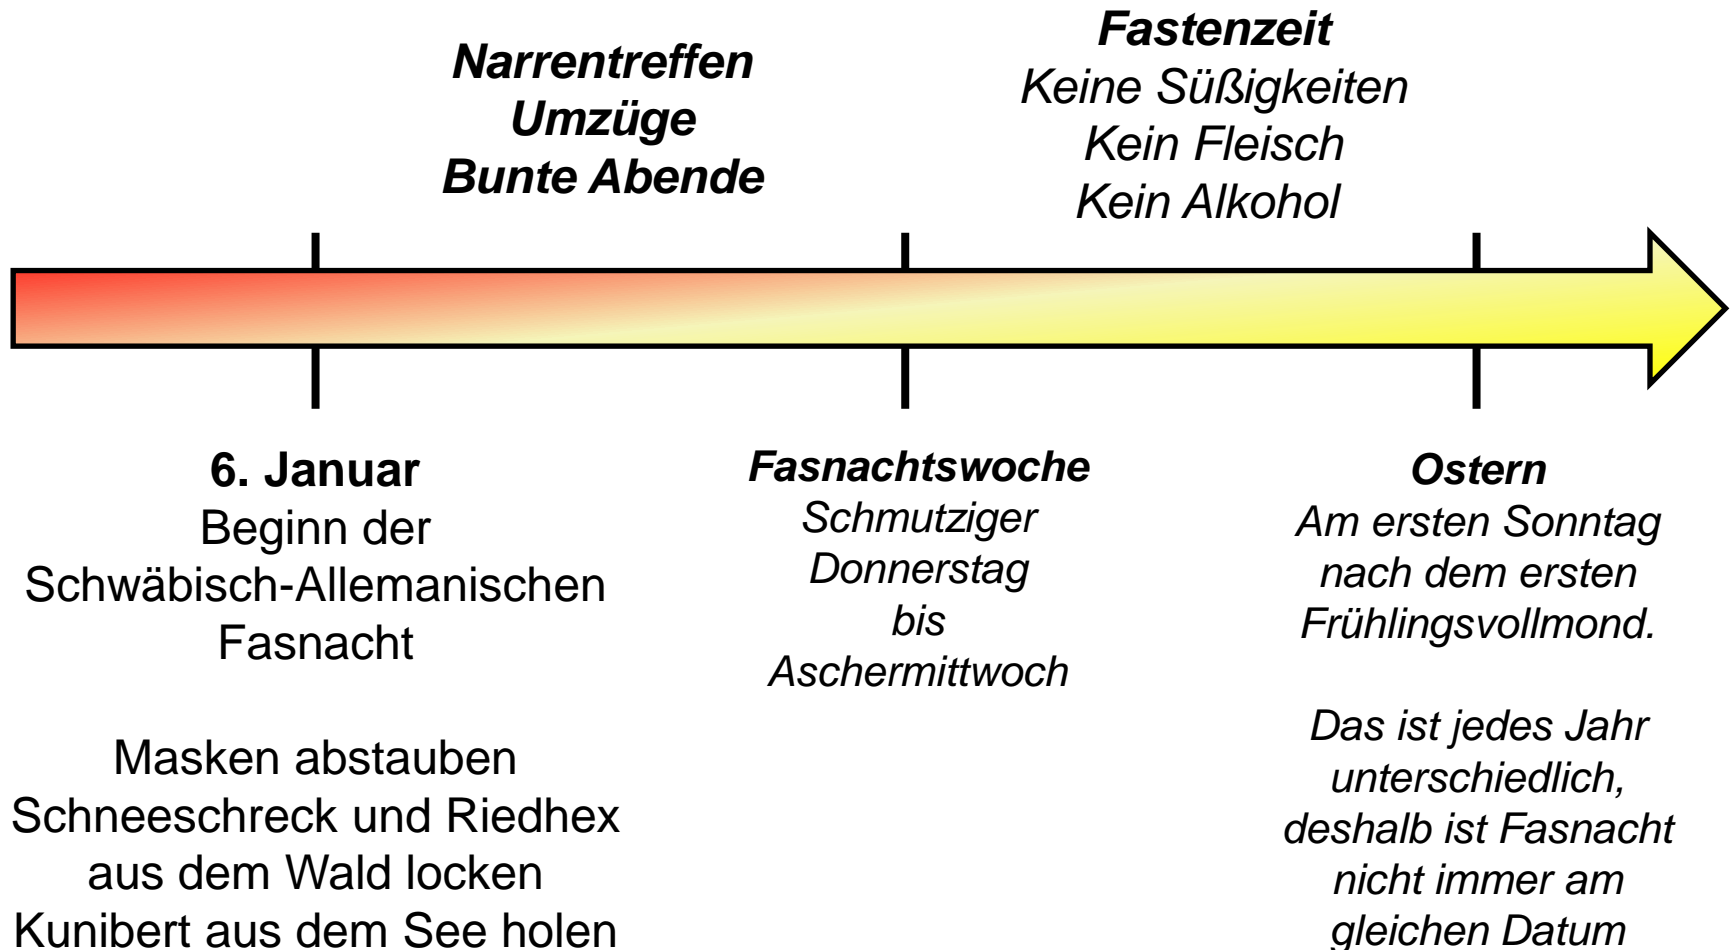 Narrentreffen
Umzüge
Bunte Abende
Fastenzeit
Keine Süßigkeiten
Kein Fleisch
Kein Alkohol
6. Januar
Beginn der
Schwäbisch-Allemanischen
Fasnacht
Masken abstauben
Schneeschreck und Riedhex
aus dem Wald locken
Kunibert aus dem See holen
Fasnachtswoche
Schmutziger
Donnerstag
bis
Aschermittwoch
Ostern
Am ersten Sonntag
nach dem ersten
Frühlingsvollmond.
Das ist jedes Jahr
unterschiedlich,
deshalb ist Fasnacht
nicht immer am
gleichen Datum